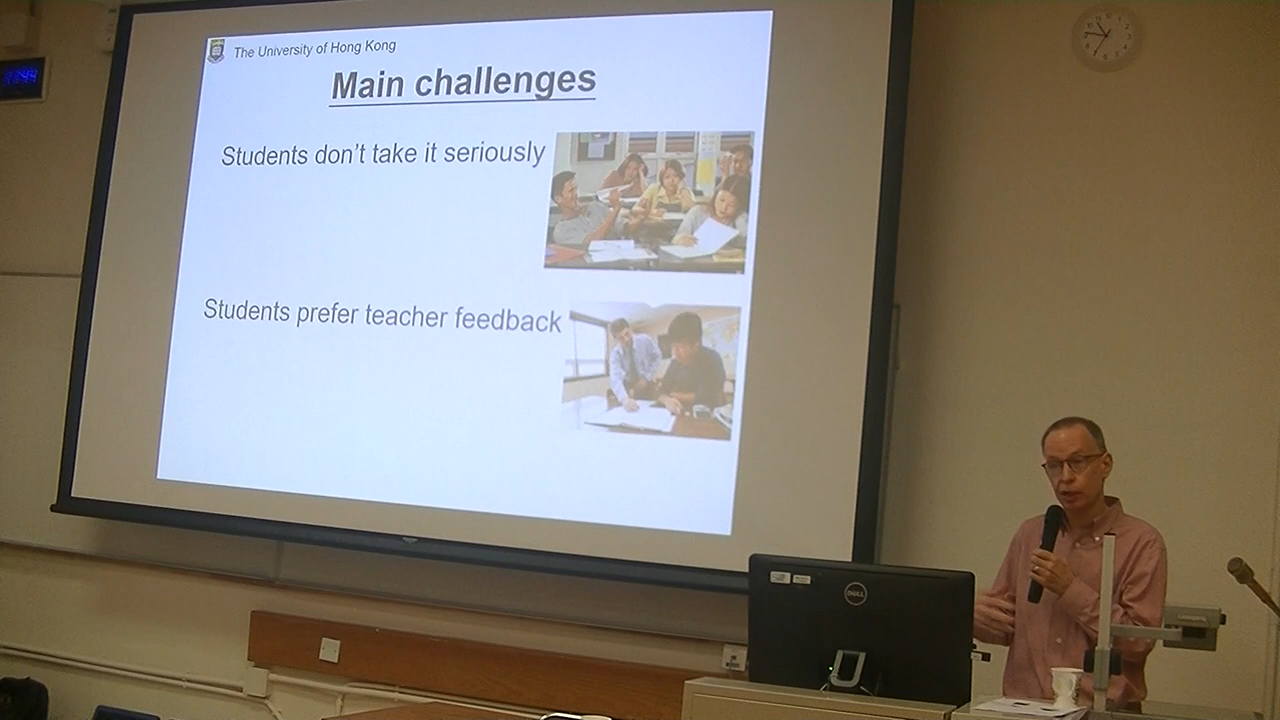 The University of Hong Kong
Main challenges
Students don't take it seriously
Students prefer teacher feedback
DELL